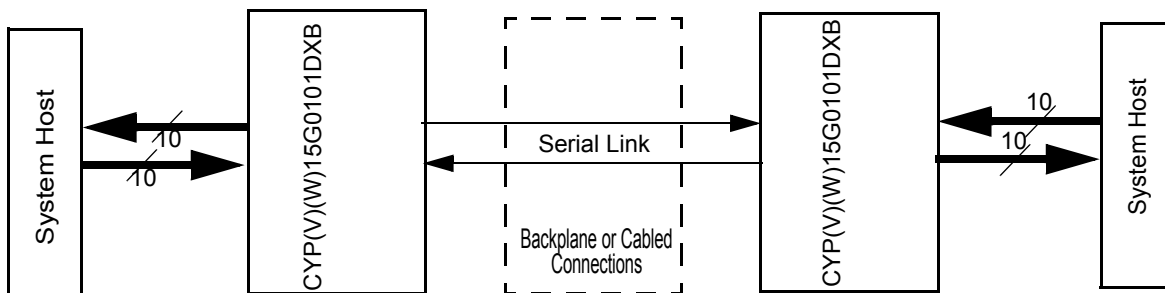 System Host
10
10
CYP(V)(W)15G0101DXB
Serial Link
Backplane or Cabled
Connections
CYP(V)(W)15G0101DXB
10
10
System Host